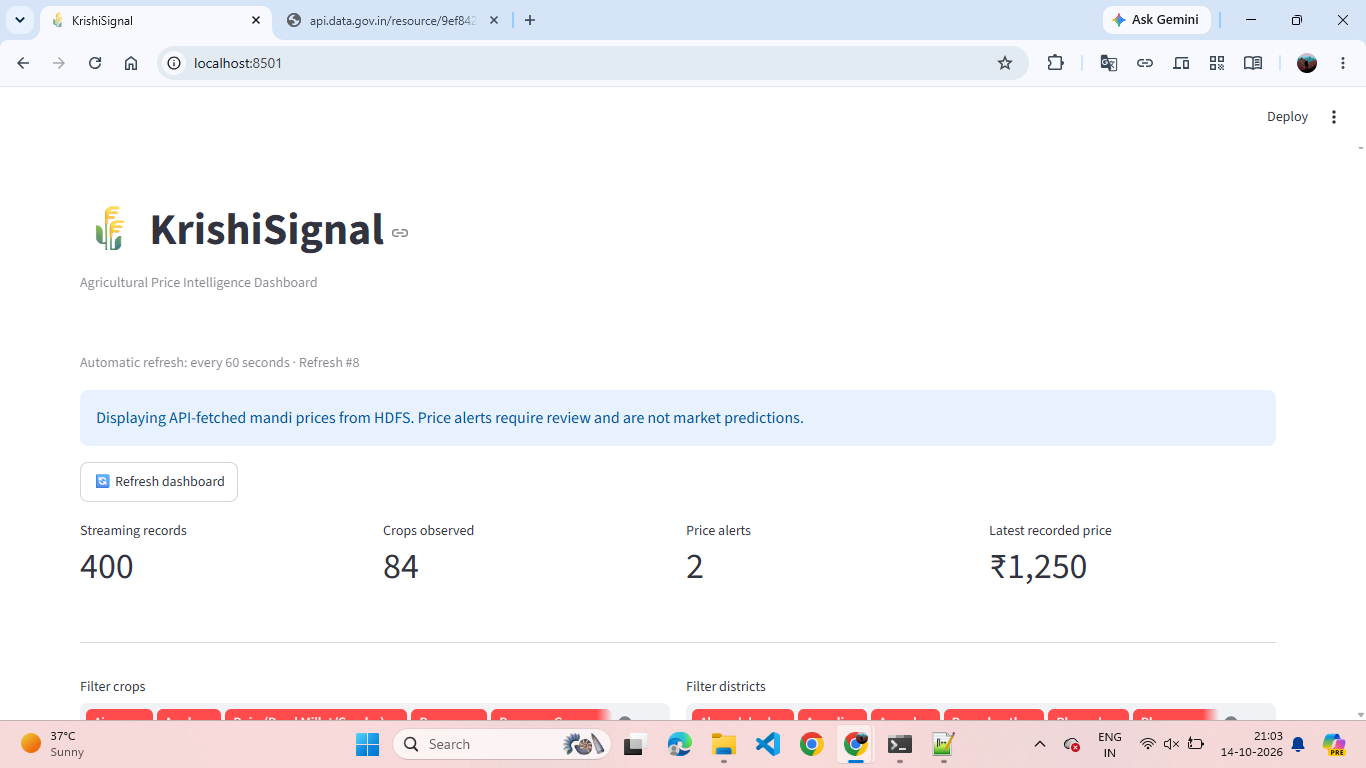 KrishiSignal
api.data.gov.in/resource/9ef842
Ask Gemini
localhost:8501
Deploy
KrishiSignal
Agricultural Price Intelligence Dashboard
Automatic refresh: every 60 seconds · Refresh #8
Displaying API-fetched mandi prices from HDFS. Price alerts require review and are not market predictions.
Refresh dashboard
Streaming records
400
Crops observed
84
Price alerts
2
Latest recorded price
₹1,250
Filter crops
Filter districts
37°C
Sunny
Search
ENG
IN
21:03
14-10-2026
PRE